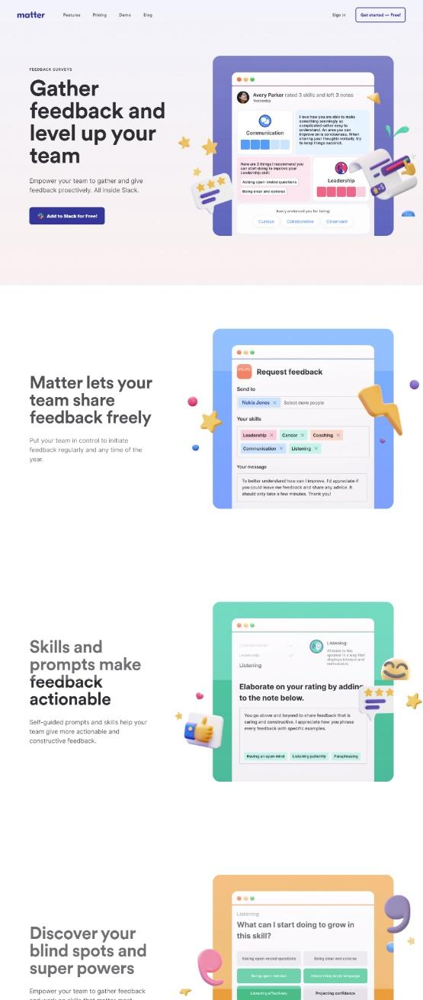 matter
Features
Pricing
Demo
Blog
Sign in
Get started — Free!
FEEDBACK SURVEYS
Gather
feedback and
level up your
team
Empower your team to gather and give
feedback proactively. All inside Slack.
Add to Slack for Free!
Avery Parker rated 3 skills and left 3 notes
Yesterday
Communication
I love how you are able to make
something seemingly so
complicated rather easy to
understand. An area you can
improve on is conciseness. When
sharing your thoughts verbally, try
to keep things succinct.
Here are 3 things I recommend you
can start doing to improve your
Leadership skill:
Asking open-ended questions
Being clear and concise
Leadership
Avery endorsed you for being:
Curious
Collaborative
Observant
Matter lets your
team share
feedback freely
Put your team in control to initiate
feedback regularly and any time of the
year.
Request feedback
Send to
Nakia Jones ×
Select more people
Your skills
Leadership ×
Candor ×
Coaching ×
Communication ×
Listening ×
Your message
To better understand how can I improve, I'd appreciate if
you could leave me feedback and share any advice. It
should only take a few minutes. Thank you!
Skills and
prompts make
feedback
actionable
Self-guided prompts and skills help your
team give more actionable and
constructive feedback.
Communication
Leadership
Listening
Listening:
Attends to the
speaker in a way that
displays interest and
enthusiasm.
Elaborate on your rating by adding
to the note below.
You go above and beyond to share feedback that is
caring and constructive. I appreciate how you phrase
every feedback with specific examples.
Having an open mind
Listening patiently
Paraphrasing
Discover your
blind spots and
super powers
Empower your team to gather feedback
and work on skills that matter most
Listening
What can I start doing to grow in
this skill?
Asking open-ended questions
Being clear and concise
Being open-minded
Interpreting body language
Listening effectively
Projecting confidence